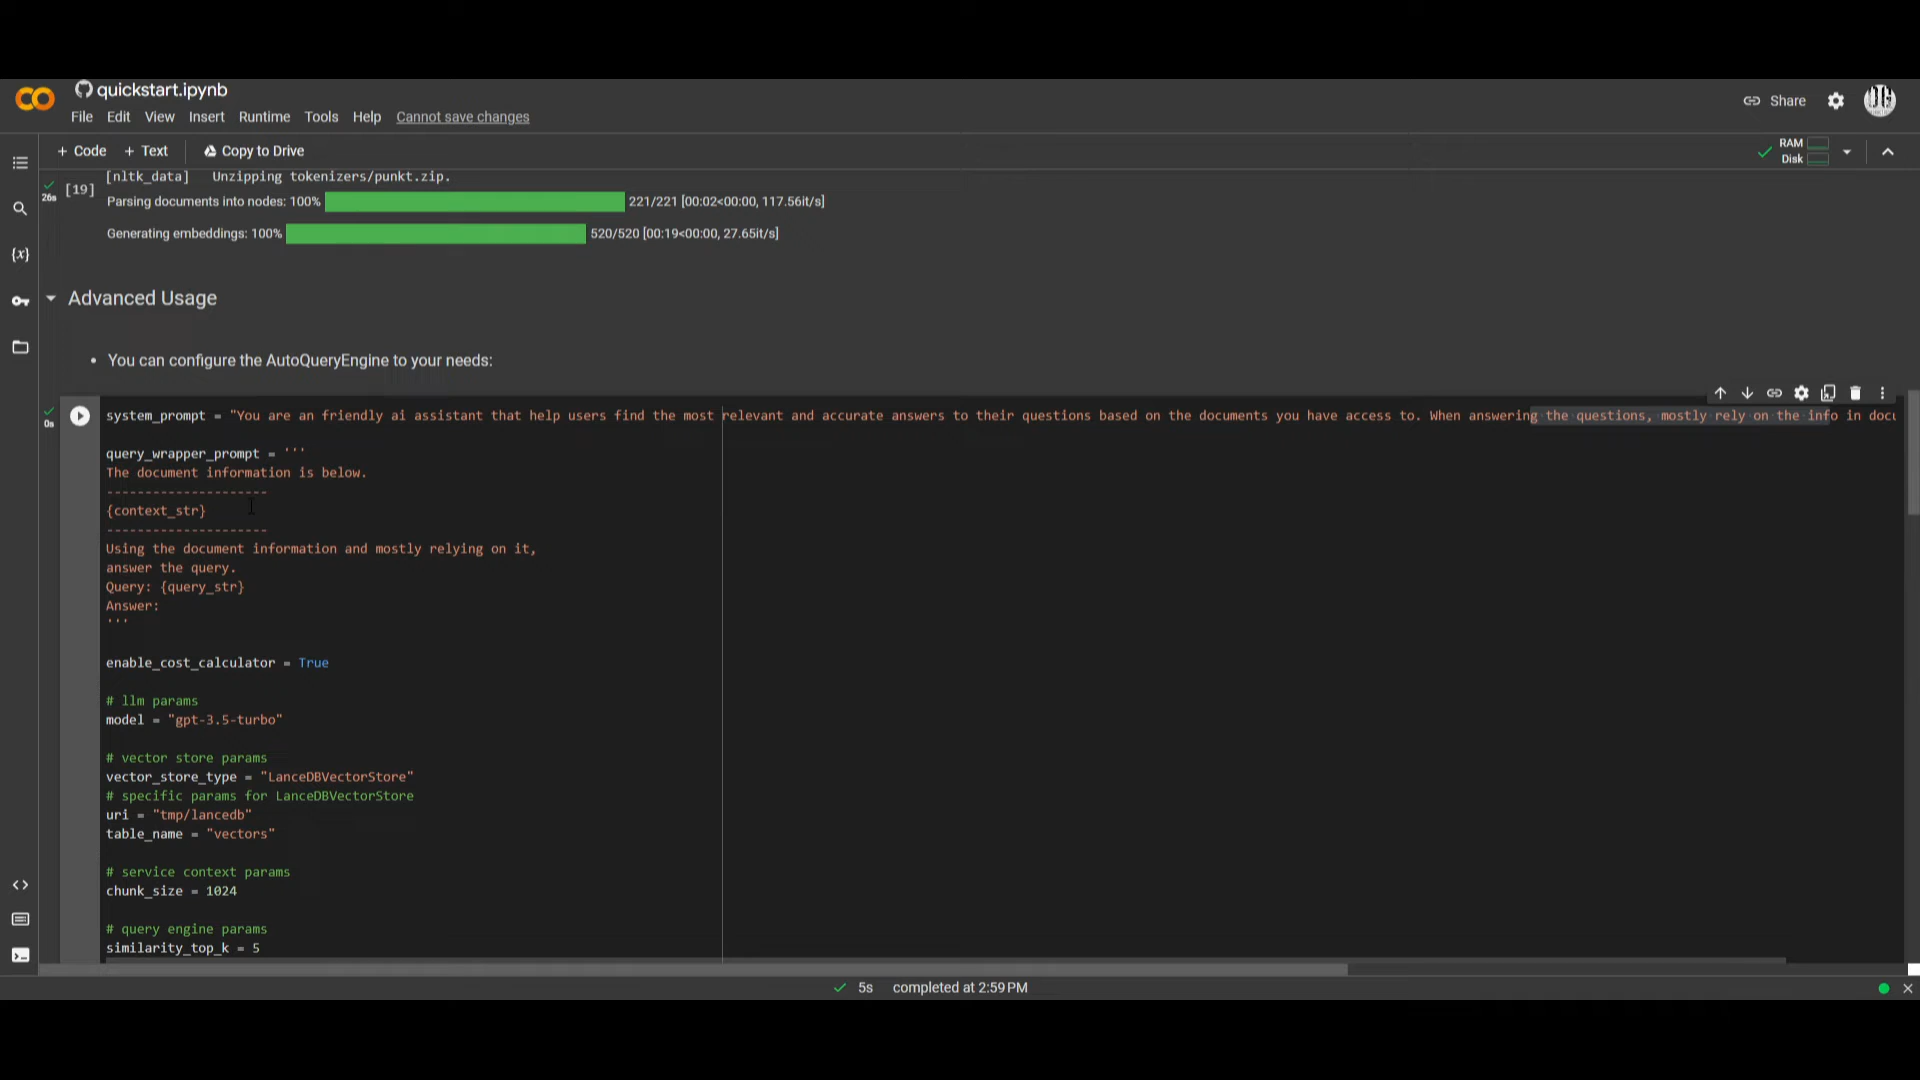 quickstart.ipynb
File Edit View Insert Runtime Tools Help Cannot save changes
Share
+ Code + Text Copy to Drive
RAM
Disk
26s
[19]
[nltk_data]   Unzipping tokenizers/punkt.zip.
Parsing documents into nodes: 100% 221/221 [00:02<00:00, 117.56it/s]
Generating embeddings: 100% 520/520 [00:19<00:00, 27.65it/s]
Advanced Usage
• You can configure the AutoQueryEngine to your needs:
0s
system_prompt = "You are an friendly ai assistant that help users find the most relevant and accurate answers to their questions based on the documents you have access to. When answering the questions, mostly rely on the info in docu
query_wrapper_prompt = '''
The document information is below.
---------------------
{context_str}
---------------------
Using the document information and mostly relying on it,
answer the query.
Query: {query_str}
Answer:
'''
enable_cost_calculator = True
# llm params
model = "gpt-3.5-turbo"
# vector store params
vector_store_type = "LanceDBVectorStore"
# specific params for LanceDBVectorStore
uri = "tmp/lancedb"
table_name = "vectors"
# service context params
chunk_size = 1024
# query engine params
similarity_top_k = 5
5s completed at 2:59 PM